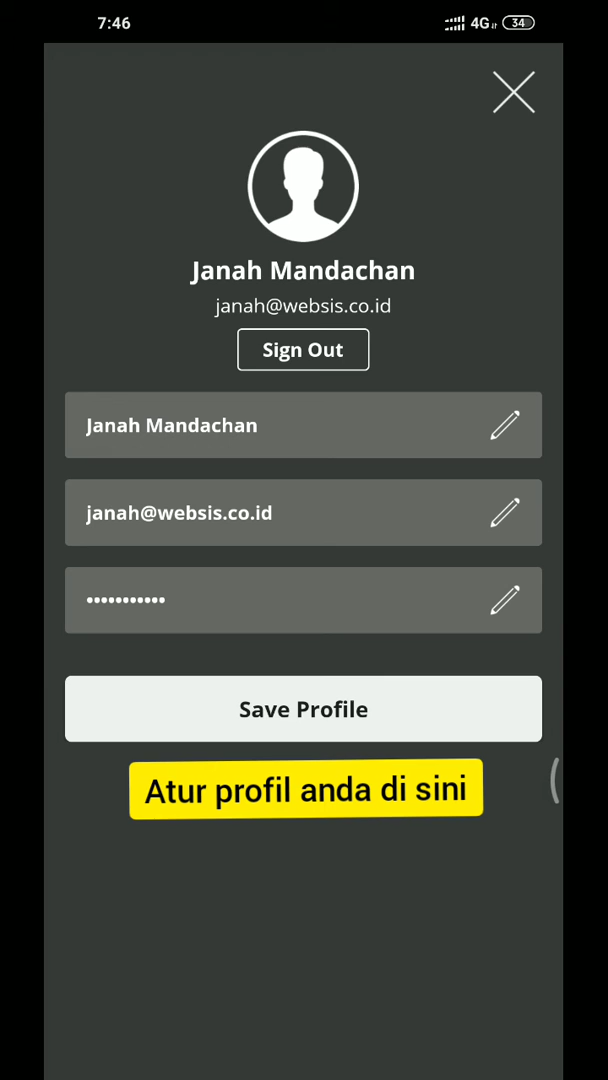 7:46
4G 34
Janah Mandachan
janah@websis.co.id
Sign Out
Janah Mandachan
janah@websis.co.id
•••••••••••
Save Profile
Atur profil anda di sini